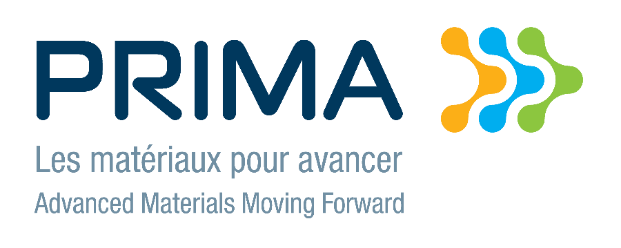 PRIMA
Les matériaux pour avancer
Advanced Materials Moving Forward